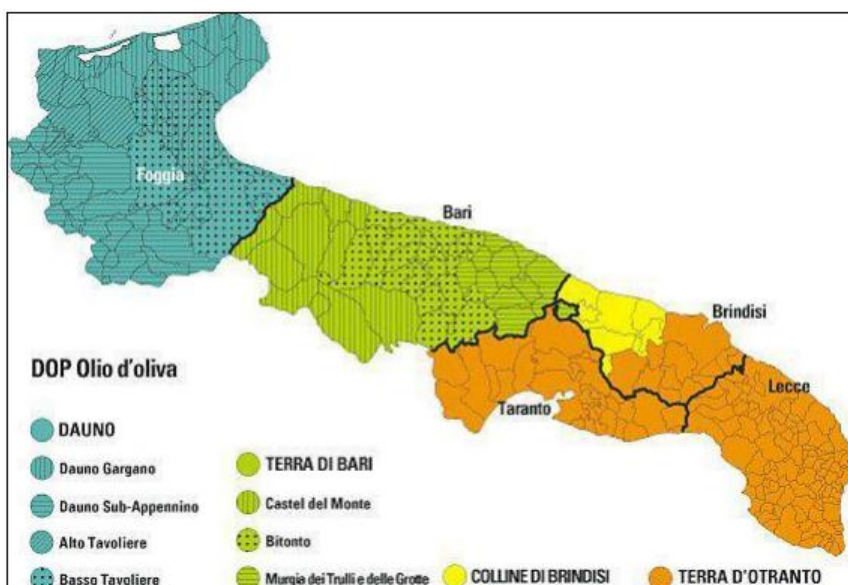 Foggia
Bari
Brindisi
Lecce
Taranto
DOP Olio d'oliva
DAUNO
Dauno Gargano
Dauno Sub-Appennino
Alto Tavoliere
Basso Tavoliere
TERRA DI BARI
Castel del Monte
Bitonto
Murgia dei Trulli e delle Grotte
COLLINE DI BRINDISI
TERRA D'OTRANTO